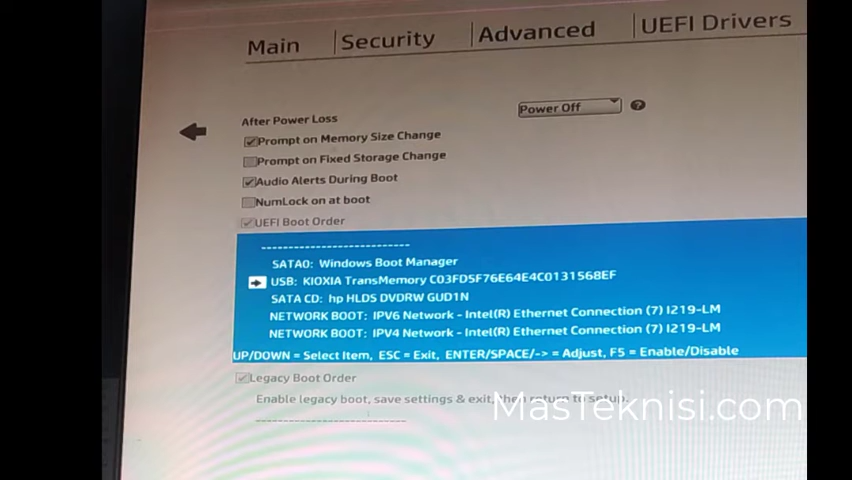 Main Security Advanced UEFI Drivers
After Power Loss Power Off ?
Prompt on Memory Size Change
Prompt on Fixed Storage Change
Audio Alerts During Boot
NumLock on at boot
UEFI Boot Order
-----------------------------
SATA0: Windows Boot Manager
USB: KIOXIA TransMemory C03FD5F76E64E4C0131568EF
SATA CD: hp HLDS DVDRW GUD1N
NETWORK BOOT: IPV6 Network - Intel(R) Ethernet Connection (7) I219-LM
NETWORK BOOT: IPV4 Network - Intel(R) Ethernet Connection (7) I219-LM
UP/DOWN = Select Item, ESC = Exit, ENTER/SPACE/-> = Adjust, F5 = Enable/Disable
Legacy Boot Order
Enable legacy boot, save settings & exit, then return to setup.
-----------------------------
MasTeknisi.com